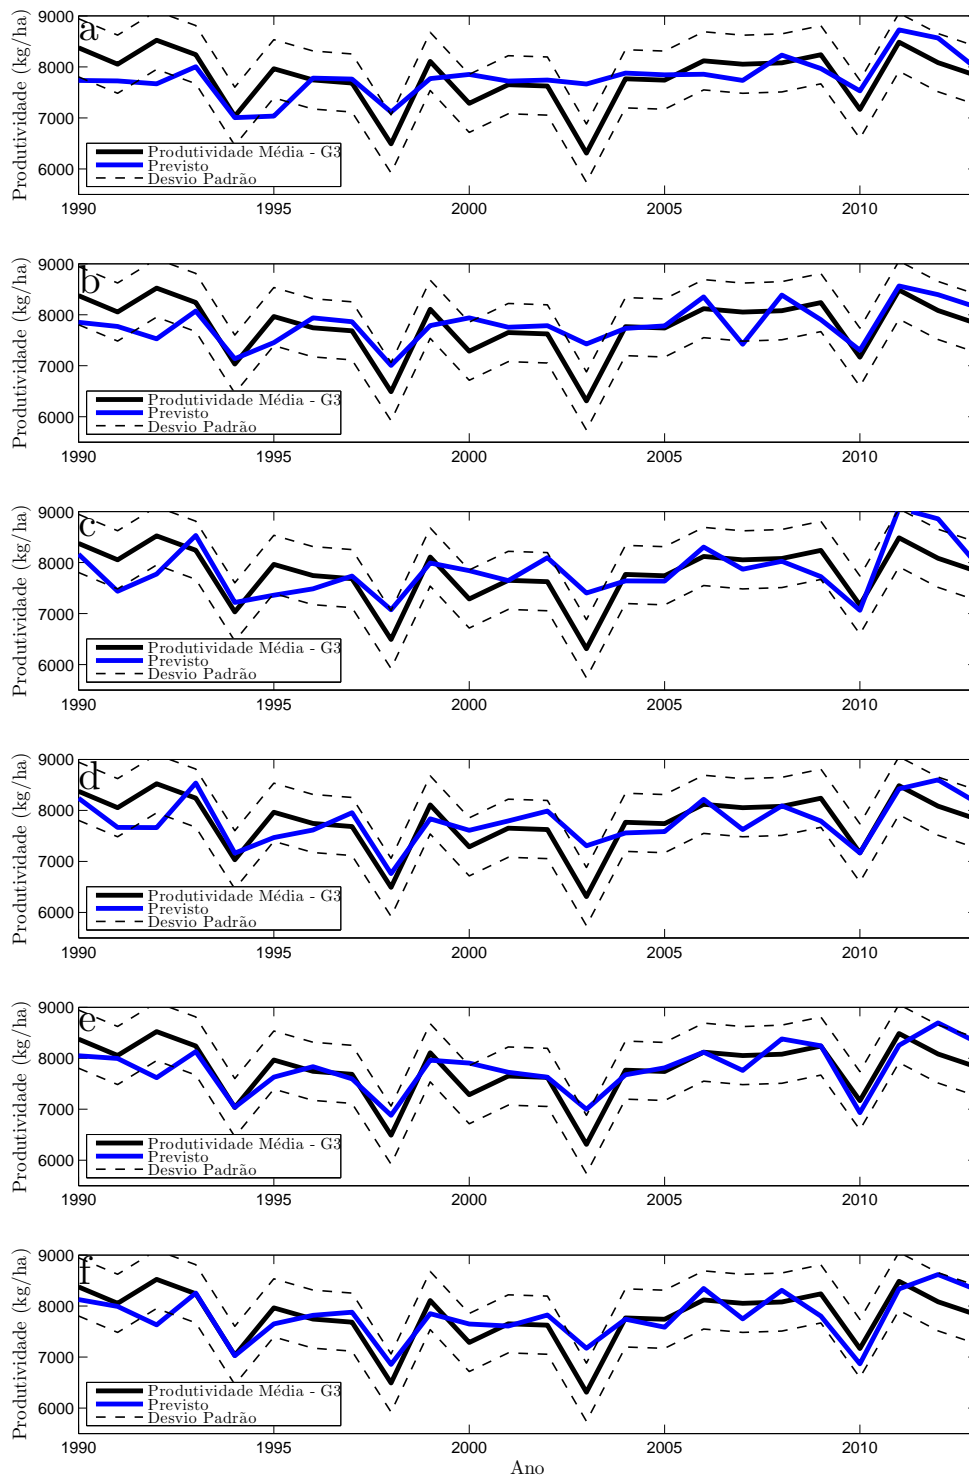 a
Produtividade (kg/ha)
9000
8000
7000
6000
Produtividade Média - G3
Previsto
Desvio Padrão
1990 1995 2000 2005 2010
b
Produtividade (kg/ha)
9000
8000
7000
6000
Produtividade Média - G3
Previsto
Desvio Padrão
1990 1995 2000 2005 2010
c
Produtividade (kg/ha)
9000
8000
7000
6000
Produtividade Média - G3
Previsto
Desvio Padrão
1990 1995 2000 2005 2010
d
Produtividade (kg/ha)
9000
8000
7000
6000
Produtividade Média - G3
Previsto
Desvio Padrão
1990 1995 2000 2005 2010
e
Produtividade (kg/ha)
9000
8000
7000
6000
Produtividade Média - G3
Previsto
Desvio Padrão
1990 1995 2000 2005 2010
f
Produtividade (kg/ha)
9000
8000
7000
6000
Produtividade Média - G3
Previsto
Desvio Padrão
1990 1995 2000 2005 2010
Ano